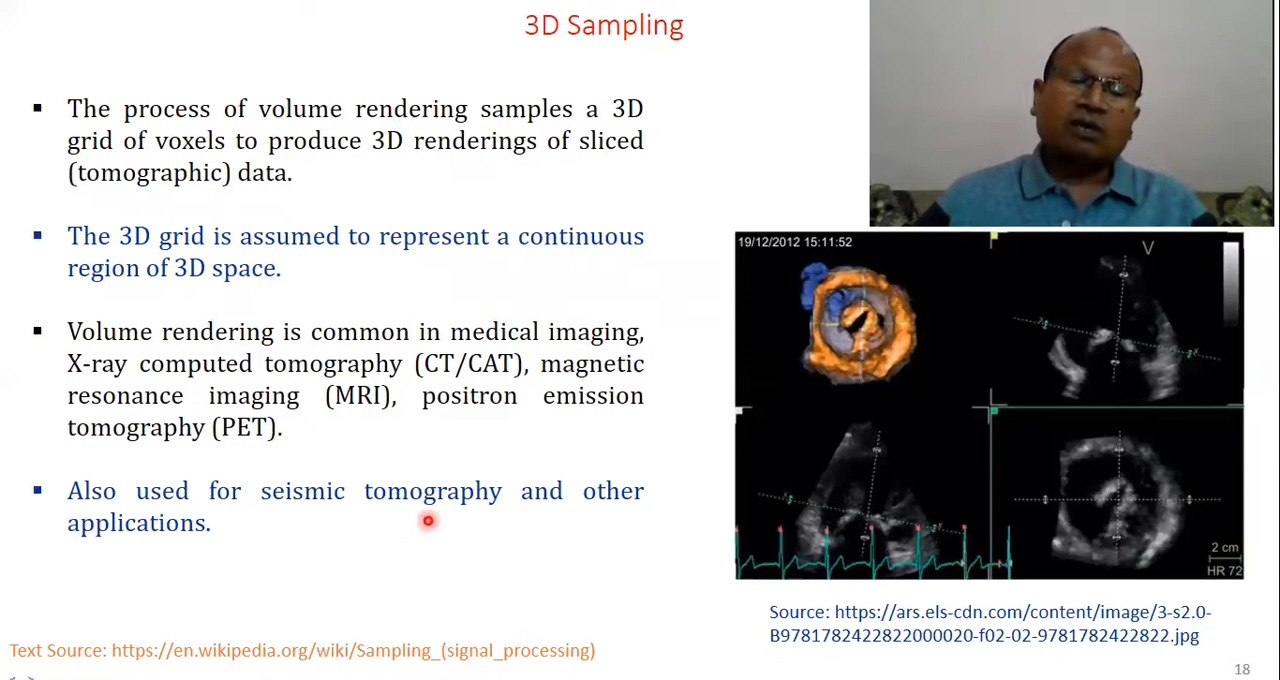 3D Sampling
▪ The process of volume rendering samples a 3D
grid of voxels to produce 3D renderings of sliced
(tomographic) data.
▪ The 3D grid is assumed to represent a continuous
region of 3D space.
▪ Volume rendering is common in medical imaging,
X-ray computed tomography (CT/CAT), magnetic
resonance imaging (MRI), positron emission
tomography (PET).
▪ Also used for seismic tomography and other
applications.
19/12/2012 15:11:52
V
2 cm
HR 72
Source: https://ars.els-cdn.com/content/image/3-s2.0-
B9781782422822000020-f02-02-9781782422822.jpg
Text Source: https://en.wikipedia.org/wiki/Sampling_(signal_processing)
18